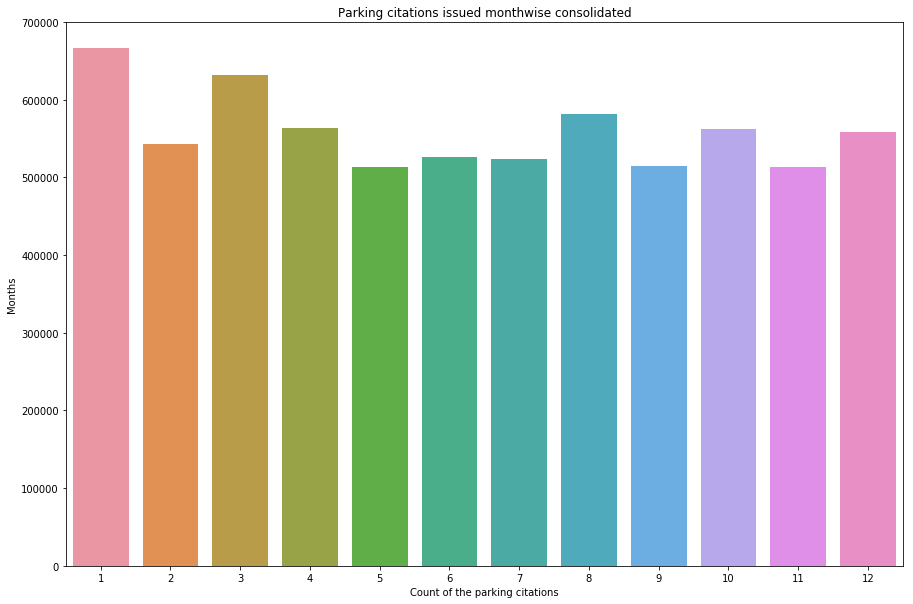 Parking citations issued monthwise consolidated
700000
600000
500000
400000
300000
200000
100000
0
Months
1 2 3 4 5 6 7 8 9 10 11 12
Count of the parking citations